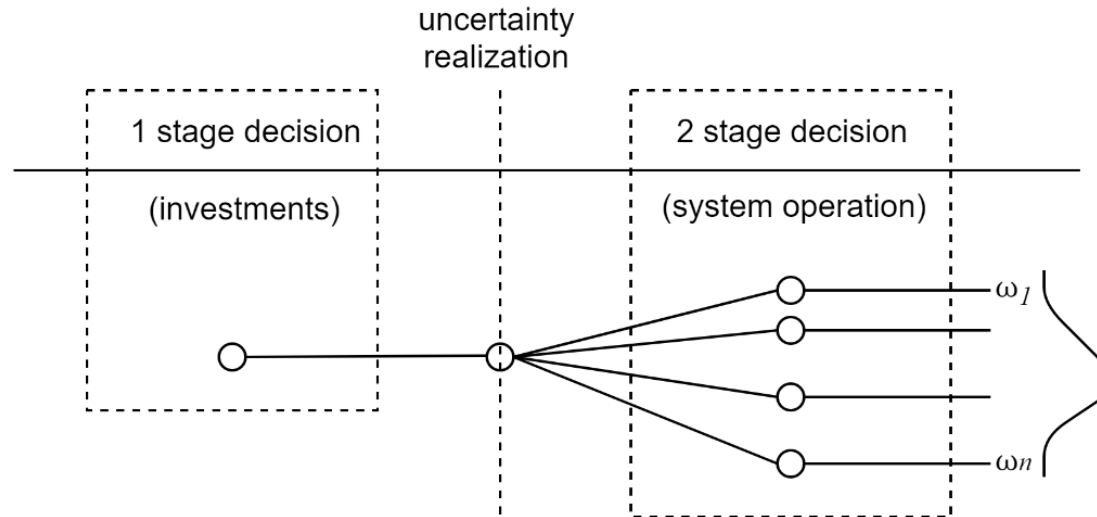 uncertainty
realization
1 stage decision
2 stage decision
(investments)
(system operation)
ω1
ωn